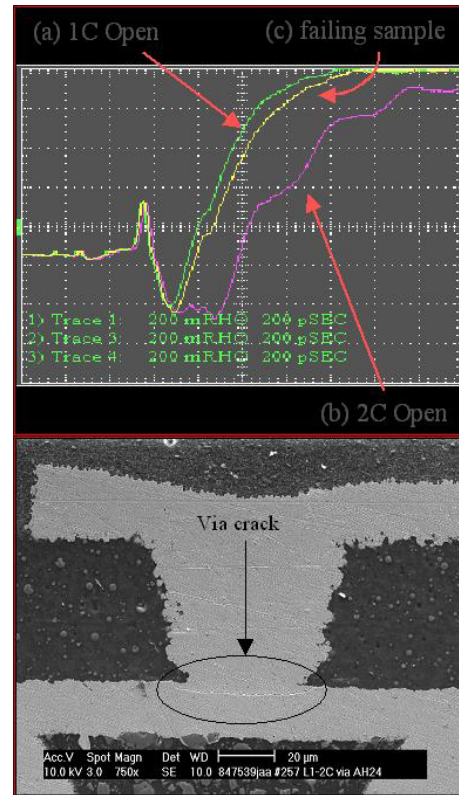 (a) 1C Open
(c) failing sample
1) Trace 1: 200 mRHO 200 pSEC
2) Trace 3: 200 mRHO 200 pSEC
3) Trace 4: 200 mRHO 200 pSEC
(b) 2C Open
Via crack
Acc.V Spot Magn Det WD 20 µm
10.0 kV 3.0 750x SE 10.0 847539jaa #257 L1-2C via AH24